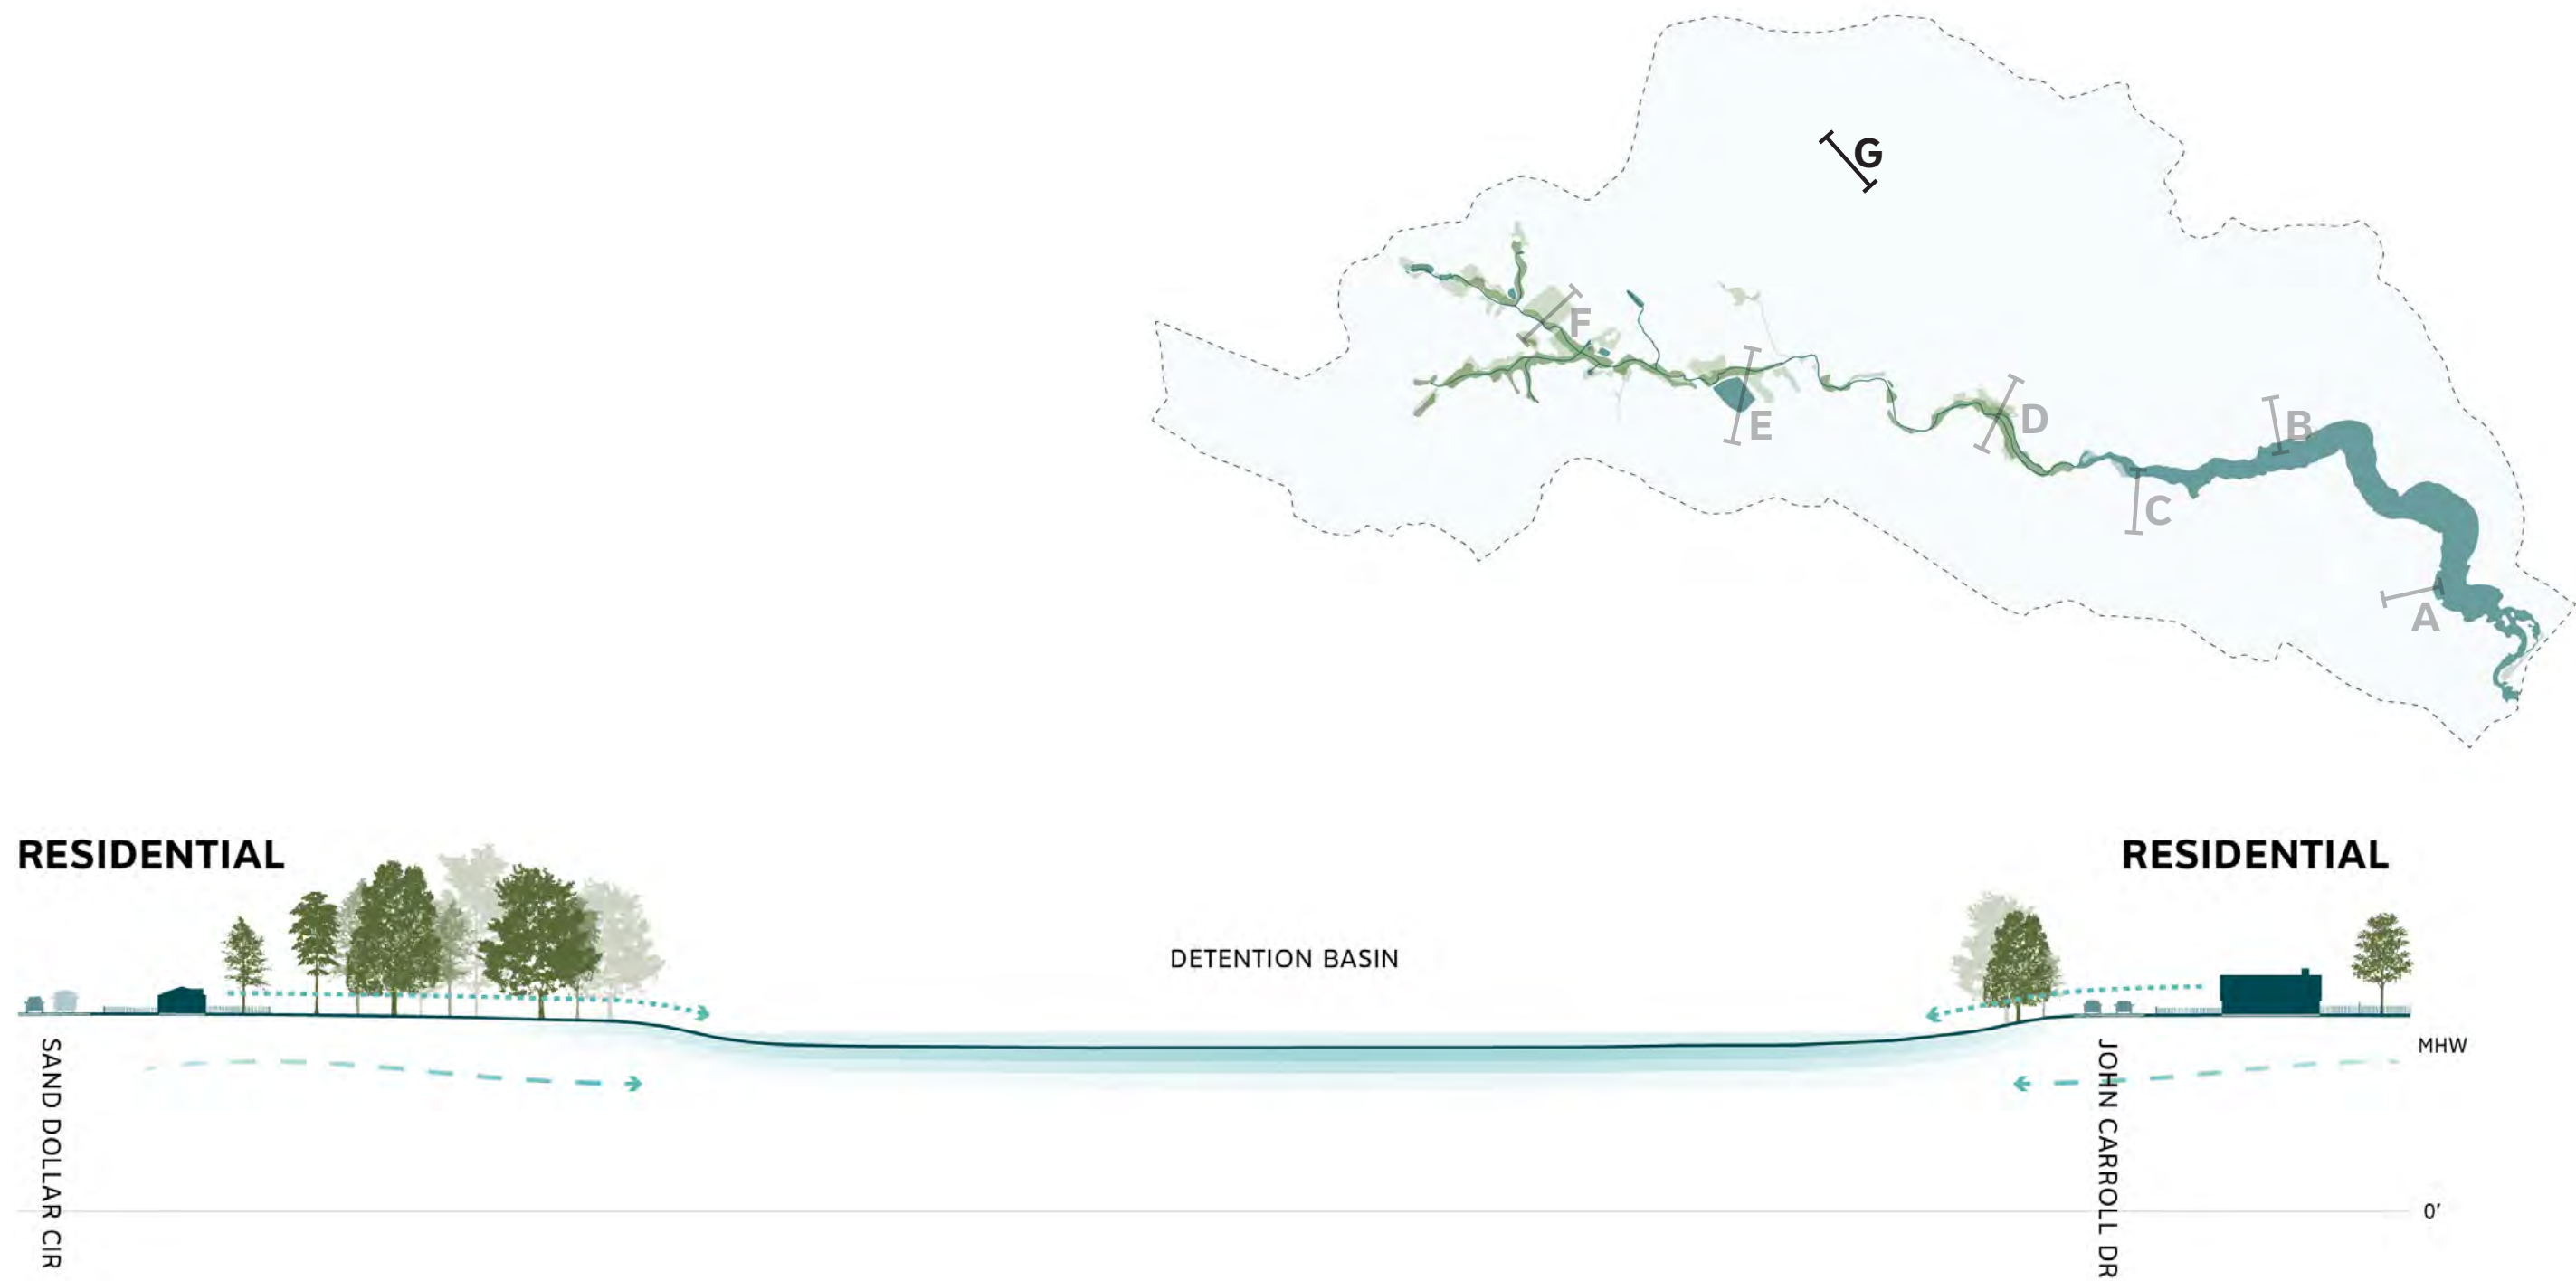 G
F
E
D
B
C
A
RESIDENTIAL
RESIDENTIAL
DETENTION BASIN
MHW
SAND DOLLAR CIR
JOHN CARROLL DR
0'